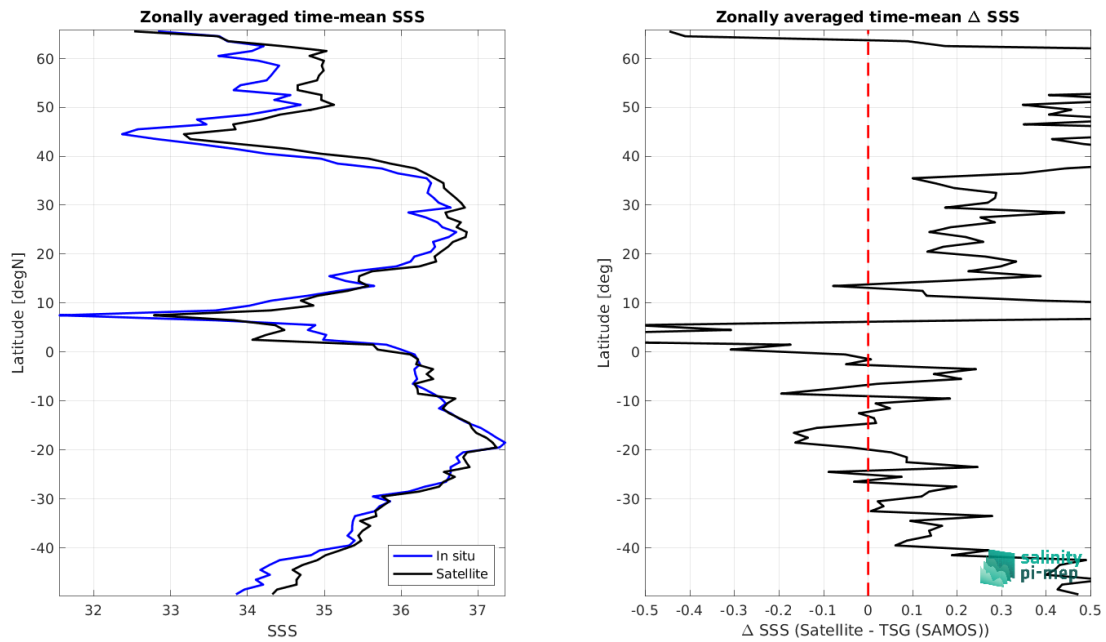 Zonally averaged time-mean SSS
60
50
40
30
20
10
0
-10
-20
-30
-40
Latitude [degN]
32 33 34 35 36 37
SSS
In situ
Satellite
Zonally averaged time-mean Δ SSS
60
50
40
30
20
10
0
-10
-20
-30
-40
Latitude [deg]
-0.5 -0.4 -0.3 -0.2 -0.1 0 0.1 0.2 0.3 0.4 0.5
Δ SSS (Satellite - TSG (SAMOS))
salinity
pi-mep